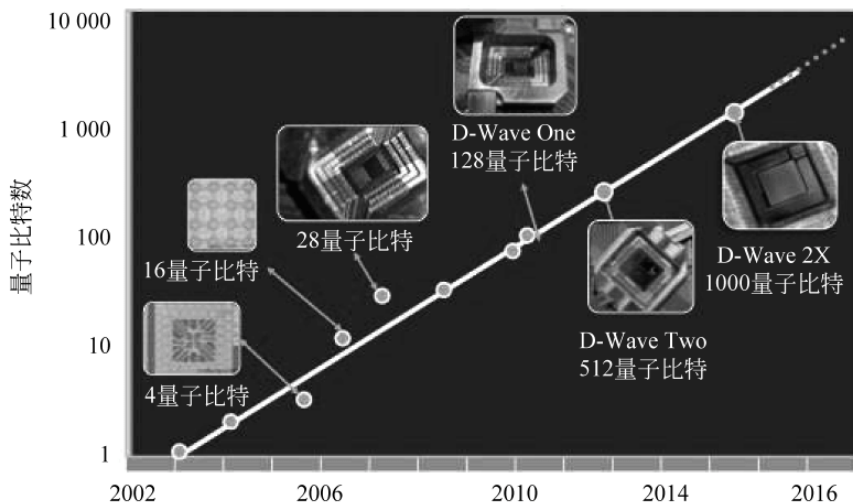 10 000
1 000
100
10
1
量子比特数
4量子比特
16量子比特
28量子比特
D-Wave One
128量子比特
D-Wave Two
512量子比特
D-Wave 2X
1000量子比特
2002
2006
2010
2014
2016